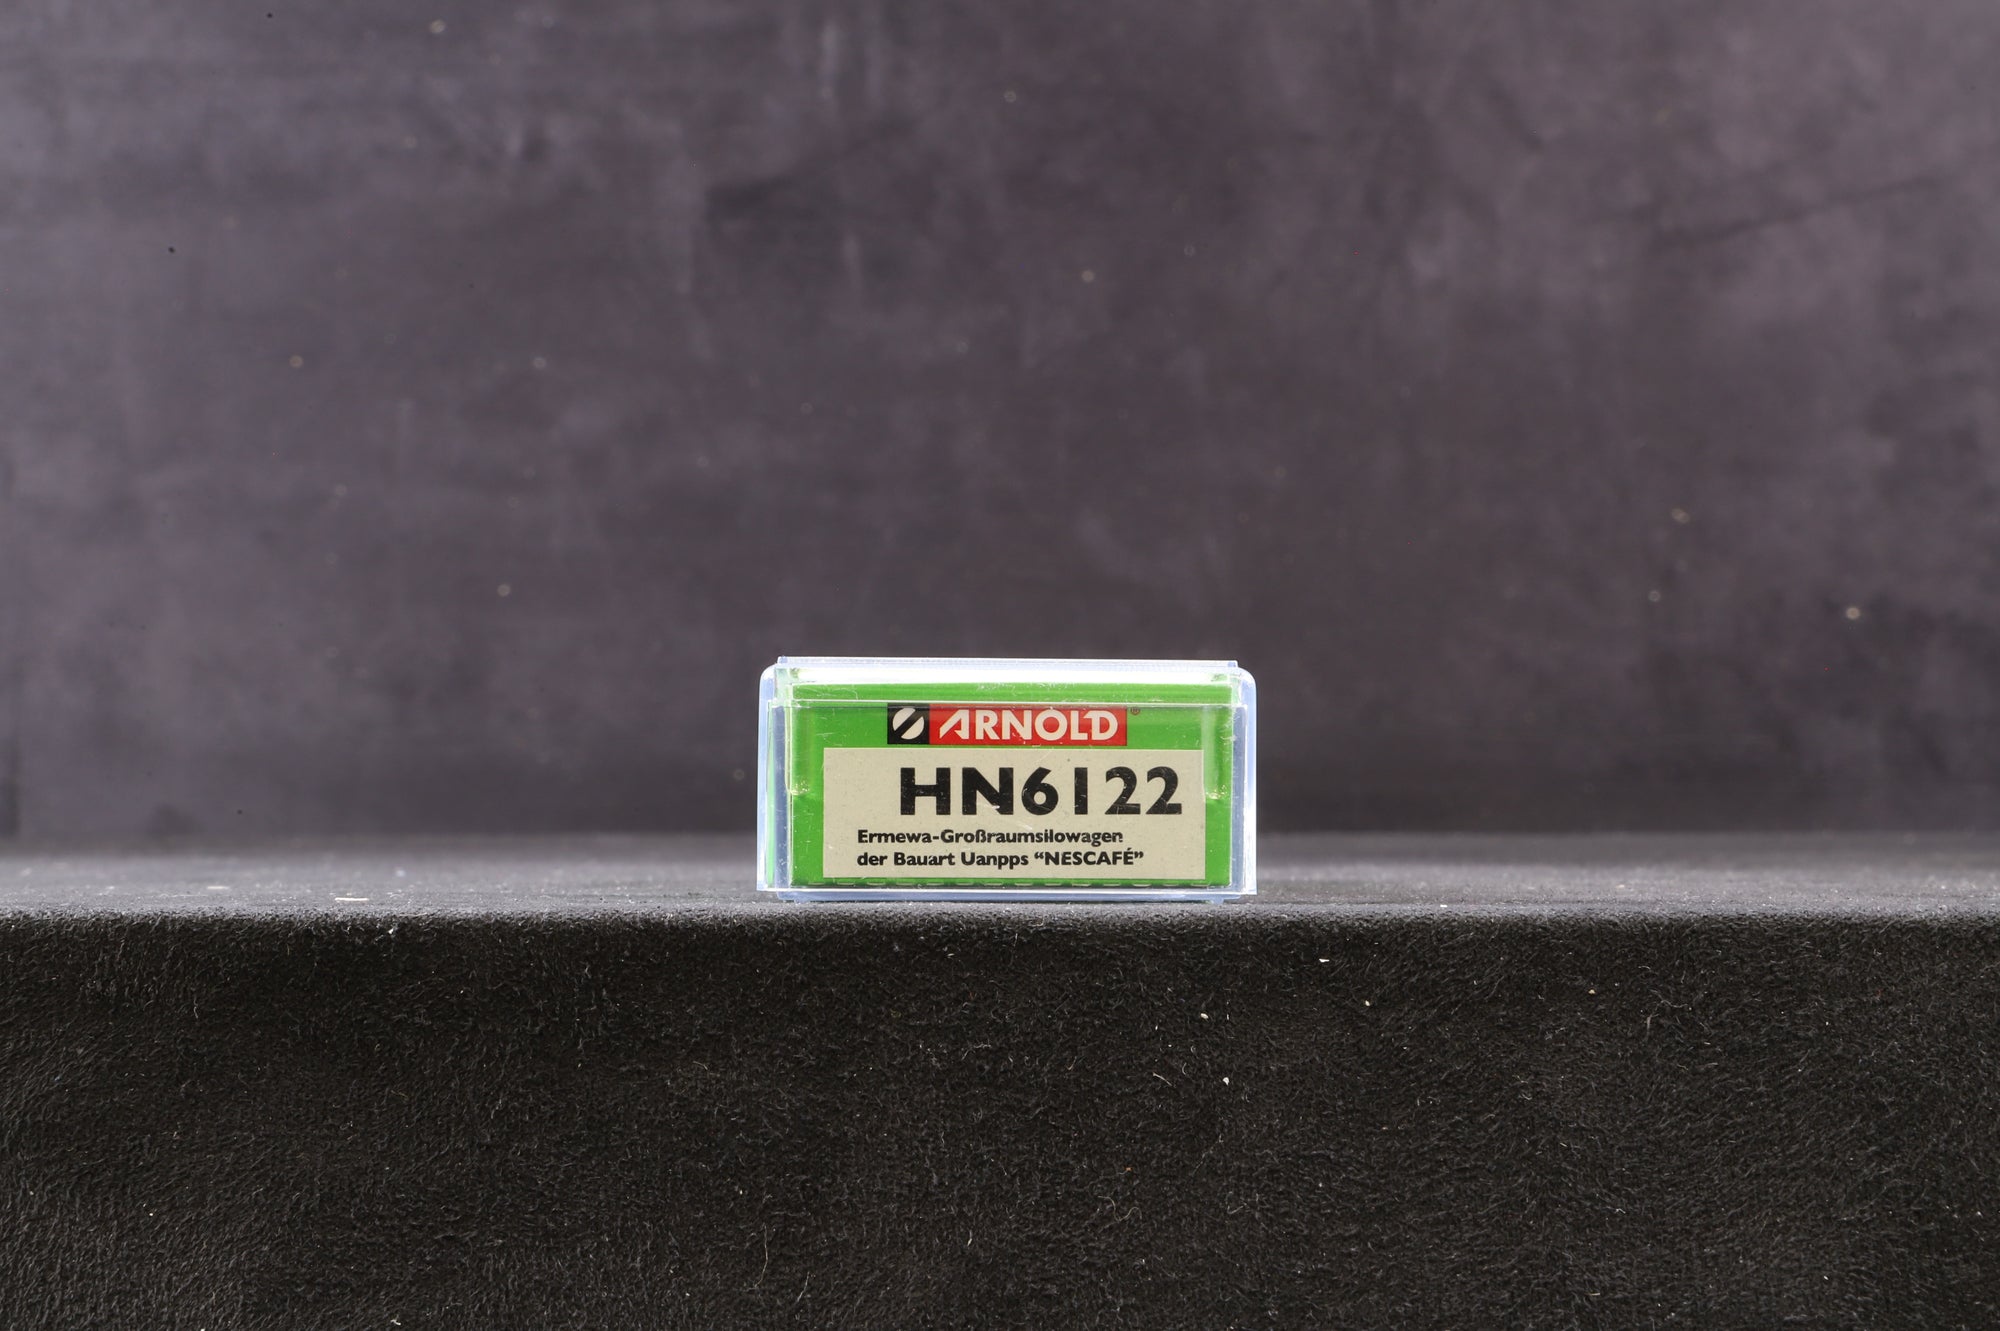 ARNOLD®
HN6122
Ermewa-Großraumsilowagen
der Bauart Uanpps “NESCAFÉ”